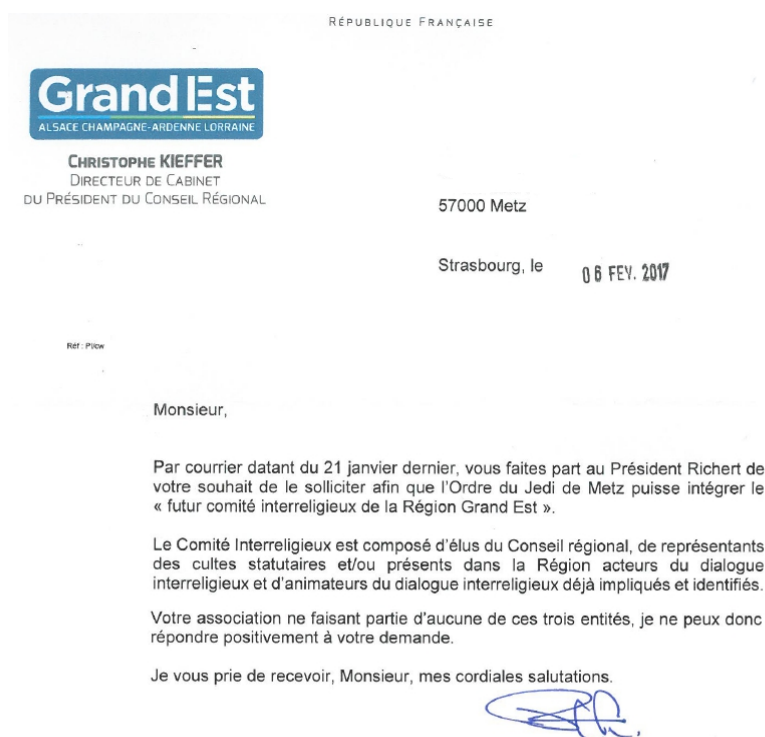 RÉPUBLIQUE FRANÇAISE
Grand Est
ALSACE CHAMPAGNE-ARDENNE LORRAINE
CHRISTOPHE KIEFFER
DIRECTEUR DE CABINET
DU PRÉSIDENT DU CONSEIL RÉGIONAL
57000 Metz
Strasbourg, le 06 FEV. 2017
Réf :
Monsieur,
Par courrier datant du 21 janvier dernier, vous faites part au Président Richert de
votre souhait de le solliciter afin que l'Ordre du Jedi de Metz puisse intégrer le
« futur comité interreligieux de la Région Grand Est ».
Le Comité Interreligieux est composé d'élus du Conseil régional, de représentants
des cultes statutaires et/ou présents dans la Région acteurs du dialogue
interreligieux et d'animateurs du dialogue interreligieux déjà impliqués et identifiés.
Votre association ne faisant partie d'aucune de ces trois entités, je ne peux donc
répondre positivement à votre demande.
Je vous prie de recevoir, Monsieur, mes cordiales salutations.